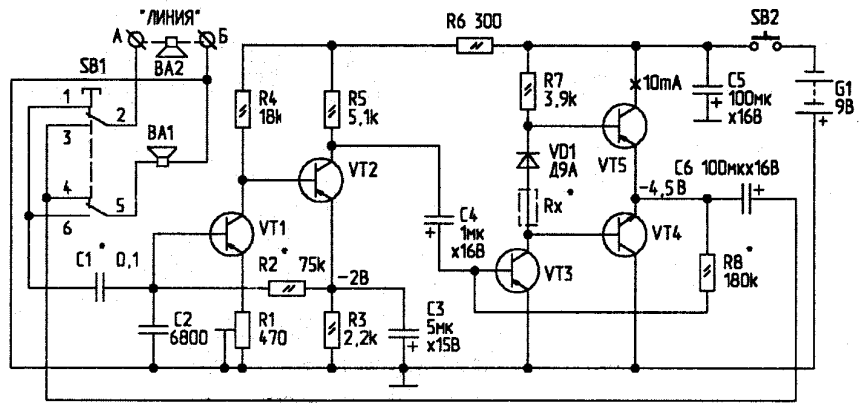 "ЛИНИЯ"
А
Б
BA2
SB1
1
2
3
4
5
6
BA1
C1* 0,1
C2
6800
R4
18k
R5
5,1k
VT1
VT2
R2* 75k
-2В
R1
470
R3
2,2k
C3
5мк
x15В
C4
1мк
x16В
R6 300
R7
3,9k
VD1
Д9А
Rx*
VT3
VT4
VT5
10mA
-4,5В
C5
100мк
x16В
C6 100мкx16В
R8*
180k
SB2
G1
9В